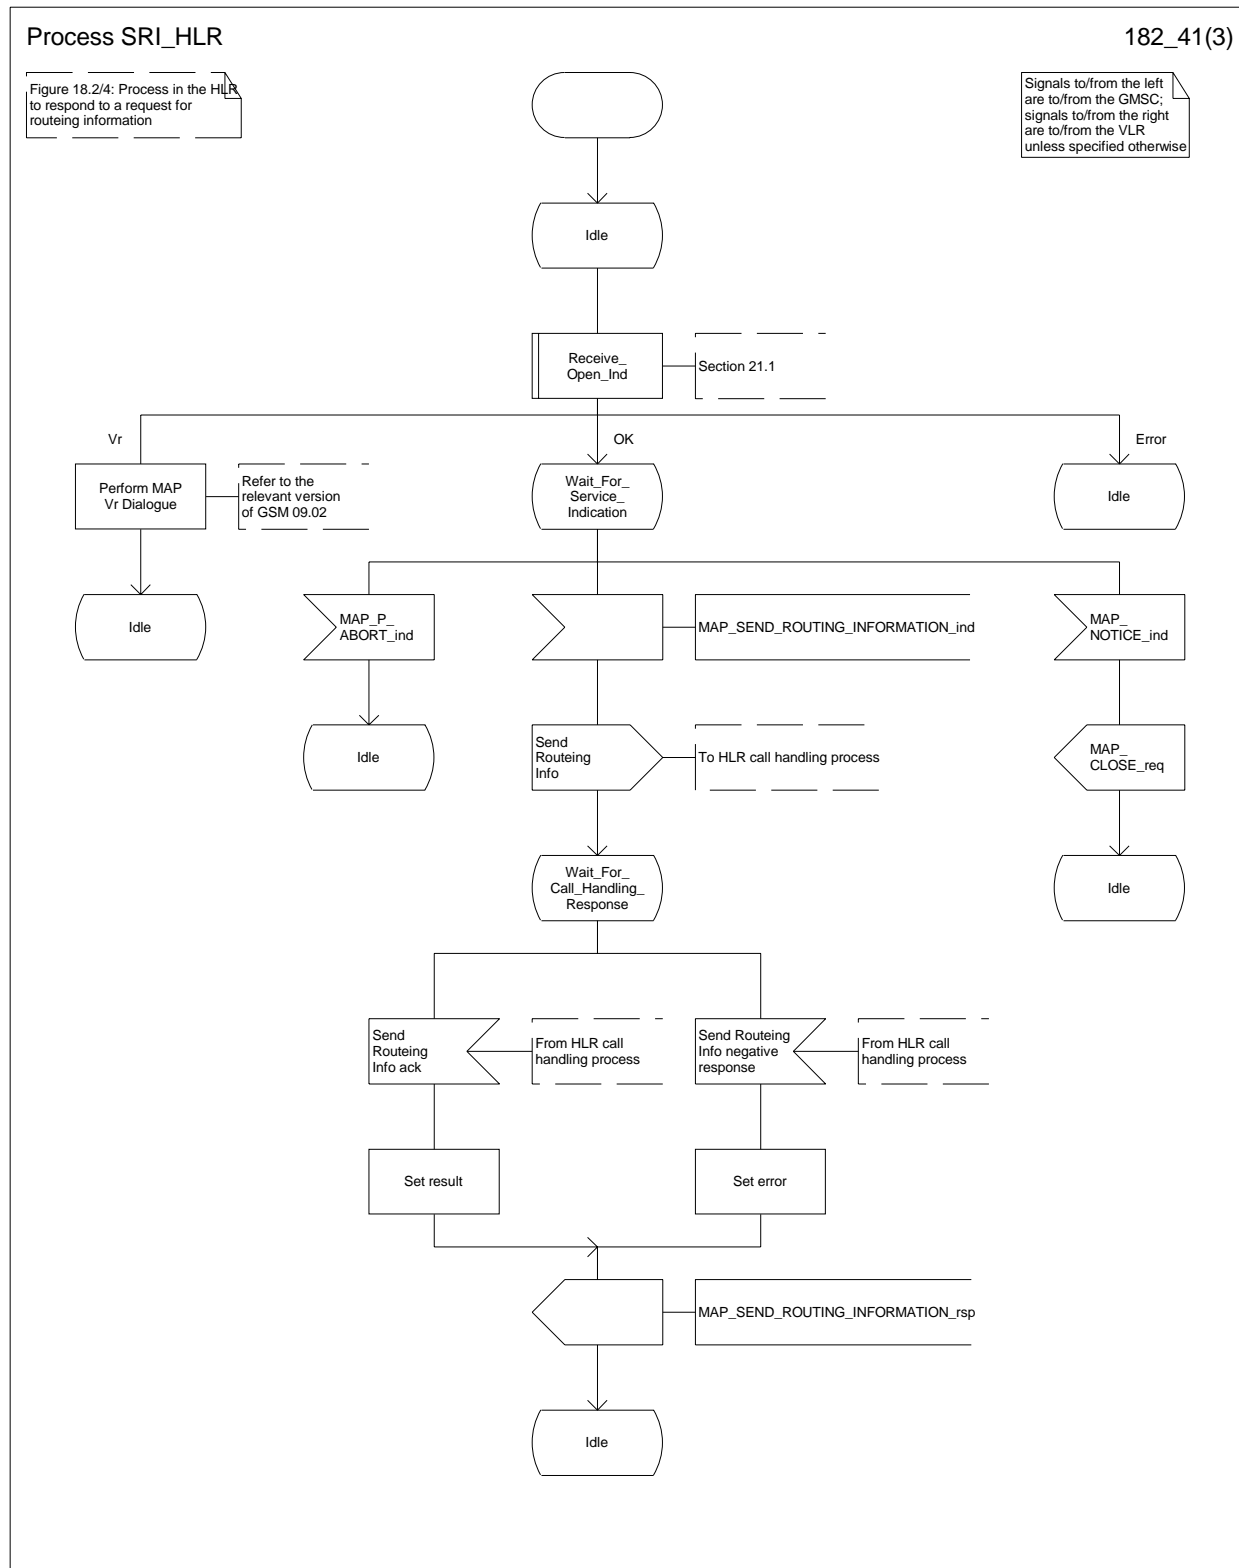 Process SRI_HLR
182_41(3)
Figure 18.2/4: Process in the HLR
to respond to a request for
routeing information
Signals to/from the left
are to/from the GMSC;
signals to/from the right
are to/from the VLR
unless specified otherwise
Idle
Receive_
Open_Ind
Section 21.1
Vr
OK
Error
Perform MAP
Vr Dialogue
Refer to the
relevant version
of GSM 09.02
Wait_For_
Service_
Indication
Idle
Idle
MAP_P_
ABORT_ind
MAP_SEND_ROUTING_INFORMATION_ind
MAP_
NOTICE_ind
Idle
Send
Routeing
Info
To HLR call handling process
MAP_
CLOSE_req
Wait_For_
Call_Handling_
Response
Idle
Send
Routeing
Info ack
From HLR call
handling process
Send Routeing
Info negative
response
From HLR call
handling process
Set result
Set error
MAP_SEND_ROUTING_INFORMATION_rsp
Idle